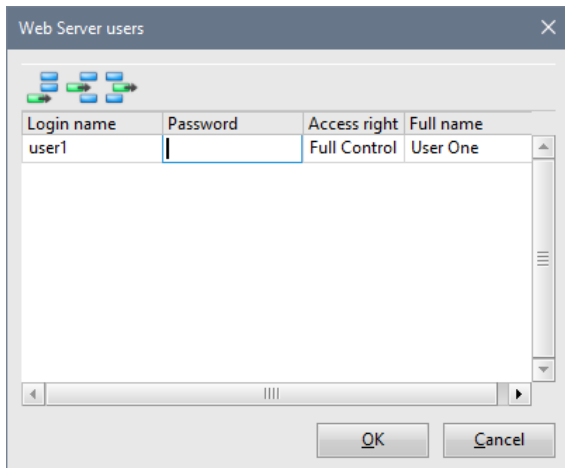 Web Server users
Login name Password Access right Full name
user1 Full Control User One
OK Cancel